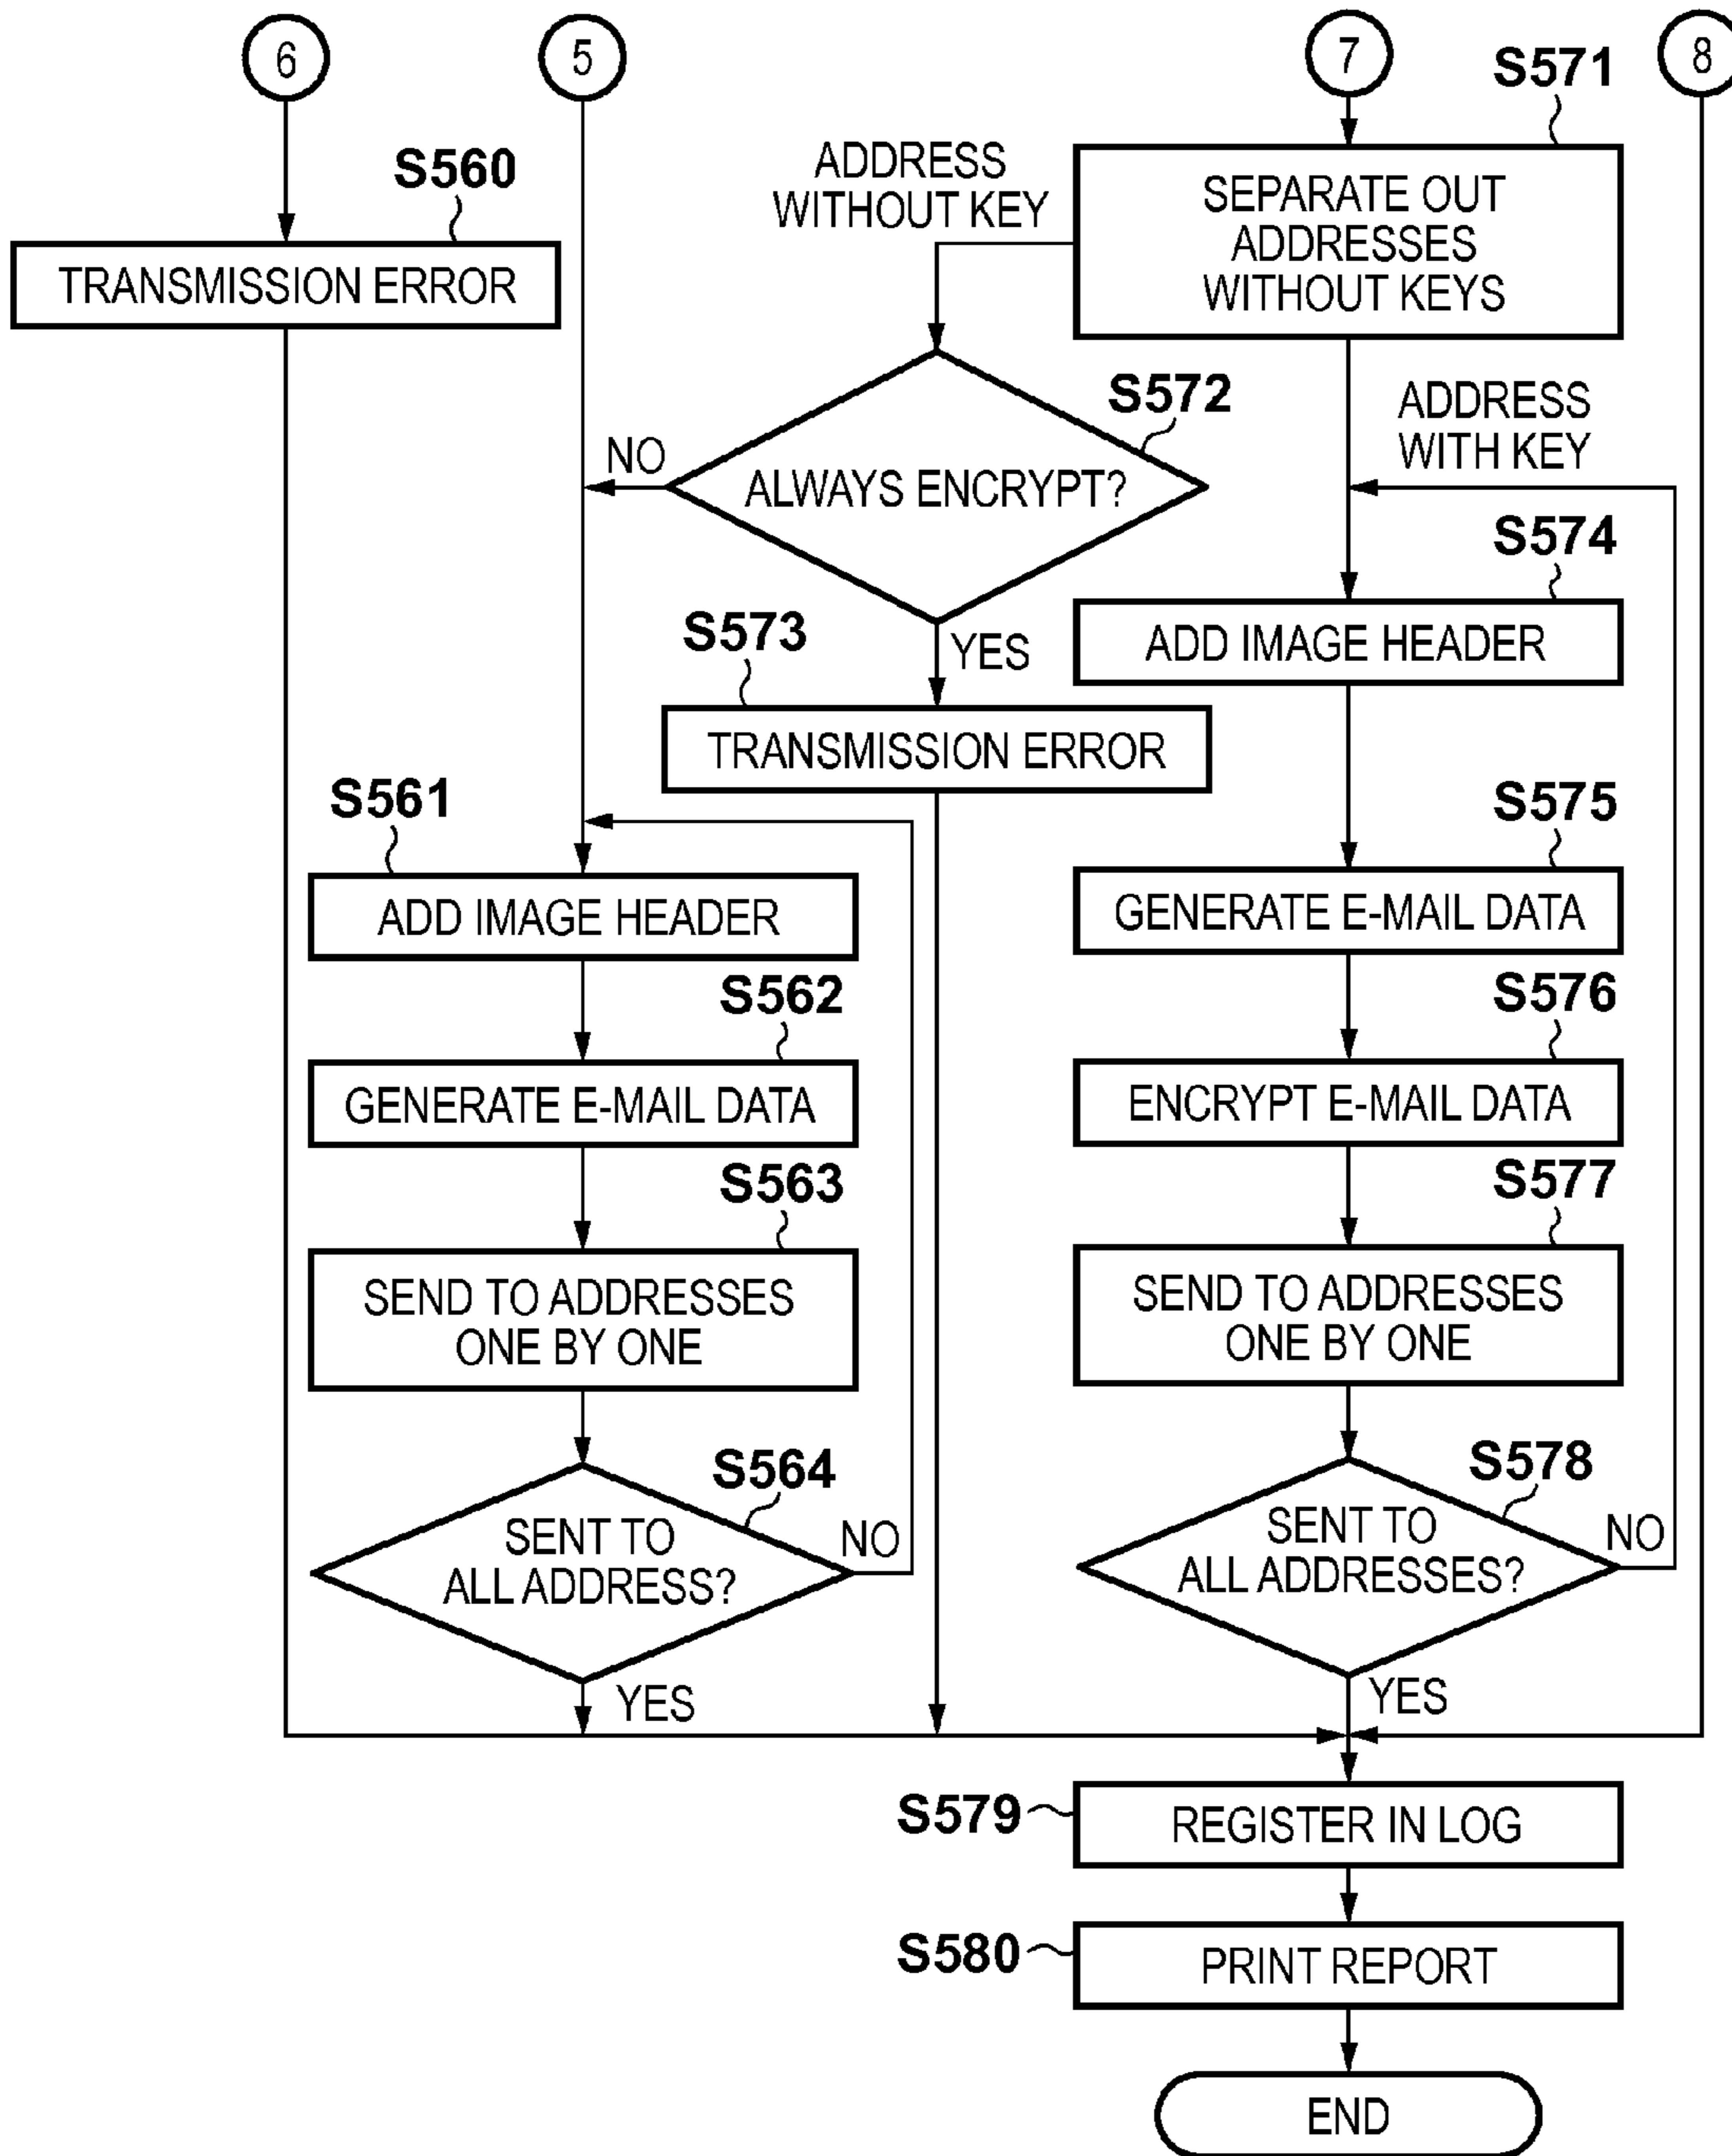 6
5
7
8
S571
S560
ADDRESS
WITHOUT KEY
SEPARATE OUT
ADDRESSES
WITHOUT KEYS
TRANSMISSION ERROR
S572
ADDRESS
WITH KEY
NO
ALWAYS ENCRYPT?
S574
S573
YES
ADD IMAGE HEADER
TRANSMISSION ERROR
S561
S575
ADD IMAGE HEADER
GENERATE E-MAIL DATA
S562
S576
GENERATE E-MAIL DATA
ENCRYPT E-MAIL DATA
S563
S577
SEND TO ADDRESSES
ONE BY ONE
SEND TO ADDRESSES
ONE BY ONE
S564
S578
SENT TO
ALL ADDRESS?
NO
SENT TO
ALL ADDRESSES?
NO
YES
YES
S579
REGISTER IN LOG
S580
PRINT REPORT
END